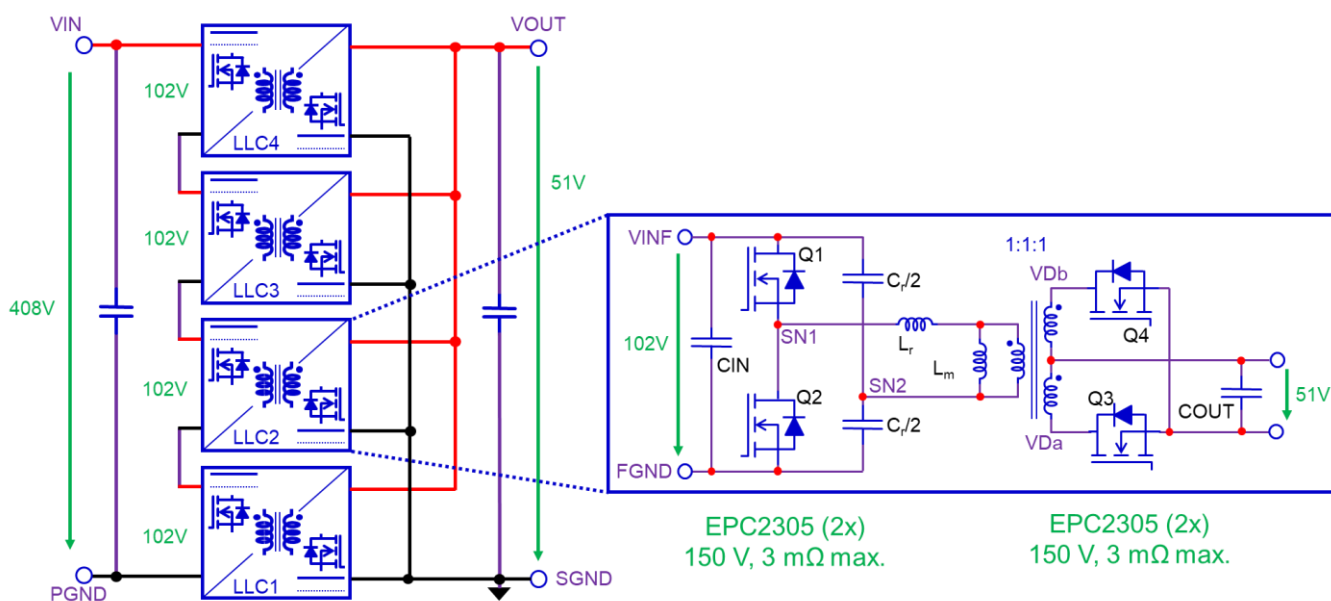 VIN
VOUT
102V
LLC4
102V
LLC3
408V
51V
102V
LLC2
102V
LLC1
PGND
SGND
VINF
Q1
Cr/2
1:1:1
VDb
Q4
SN1
Lr
102V
CIN
Lm
SN2
Q2
Cr/2
Q3
COUT
51V
VDa
FGND
EPC2305 (2x)
150 V, 3 mΩ max.
EPC2305 (2x)
150 V, 3 mΩ max.